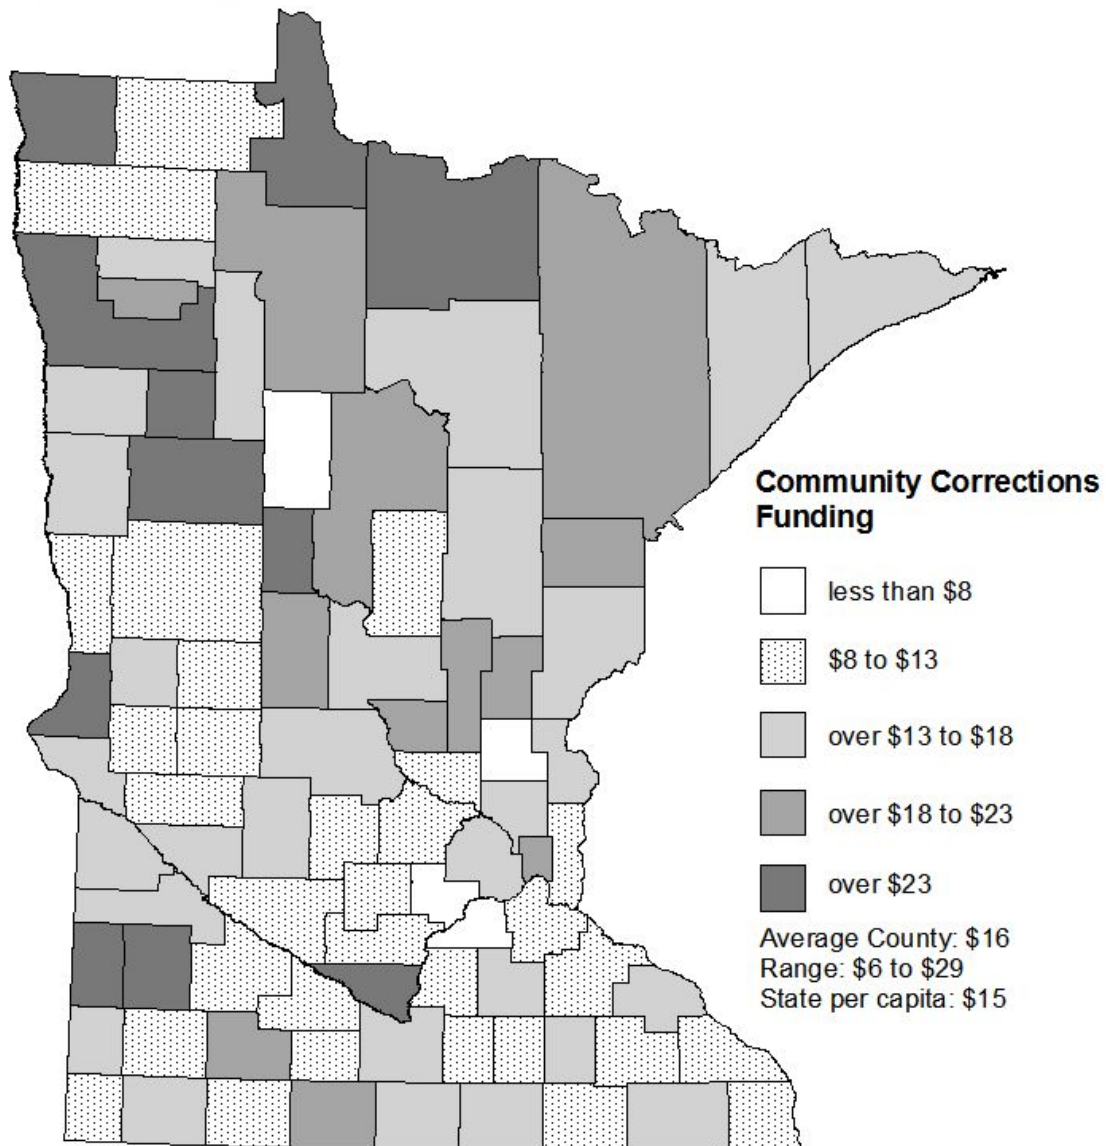 Community Corrections
Funding
less than $8
$8 to $13
over $13 to $18
over $18 to $23
over $23
Average County: $16
Range: $6 to $29
State per capita: $15